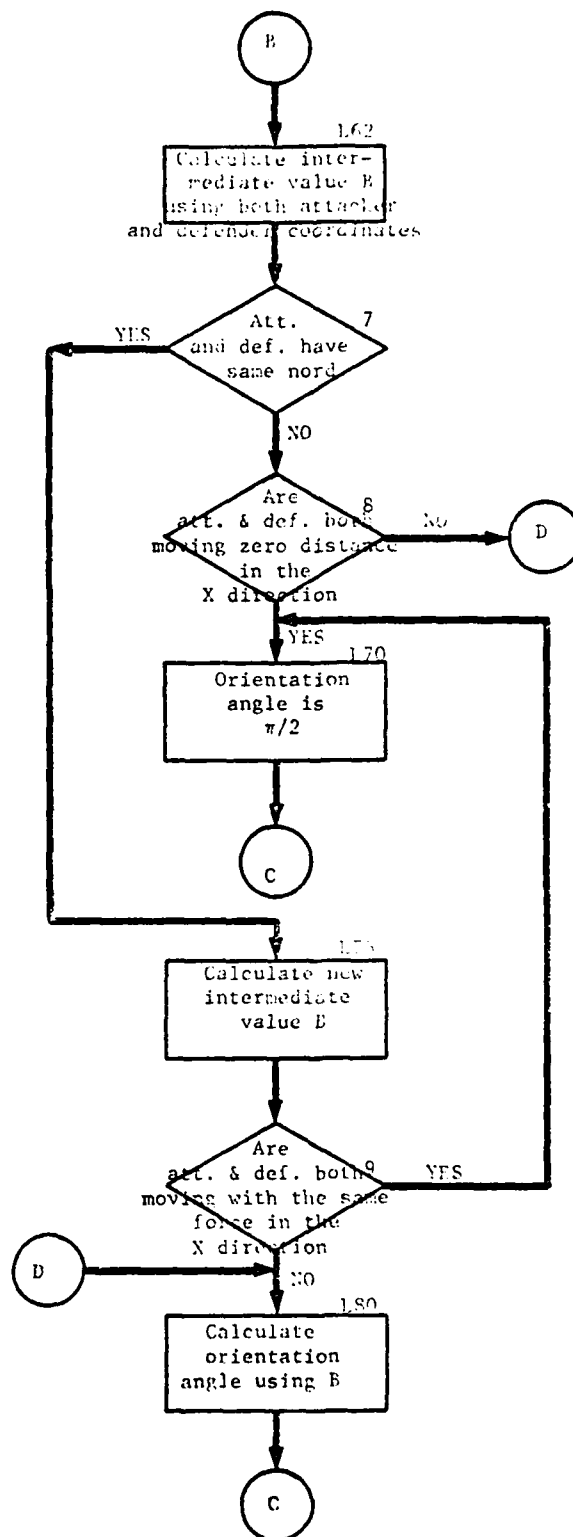 B
L62
Calculate inter-
mediate value B
using both attacker
and defender coordinates
7
Att.
and def. have
same nord
YES
NO
8
Are
att. & def. both
moving zero distance
in the
X direction
NO
D
YES
L70
Orientation
angle is
π/2
C
L75
Calculate new
intermediate
value B
Are
att. & def. both 9
moving with the same
force in the
X direction
YES
D
NO
L80
Calculate
orientation
angle using B
C